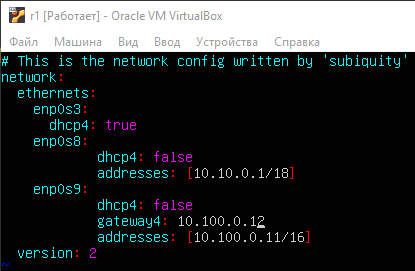 r1 [Работает] - Oracle VM VirtualBox
Файл Машина Вид Ввод Устройства Справка
# This is the network config written by 'subiquity'
network:
  ethernets:
    enp0s3:
      dhcp4: true
    enp0s8:
            dhcp4: false
            addresses: [10.10.0.1/18]
    enp0s9:
            dhcp4: false
            gateway4: 10.100.0.12
            addresses: [10.100.0.11/16]
  version: 2
~